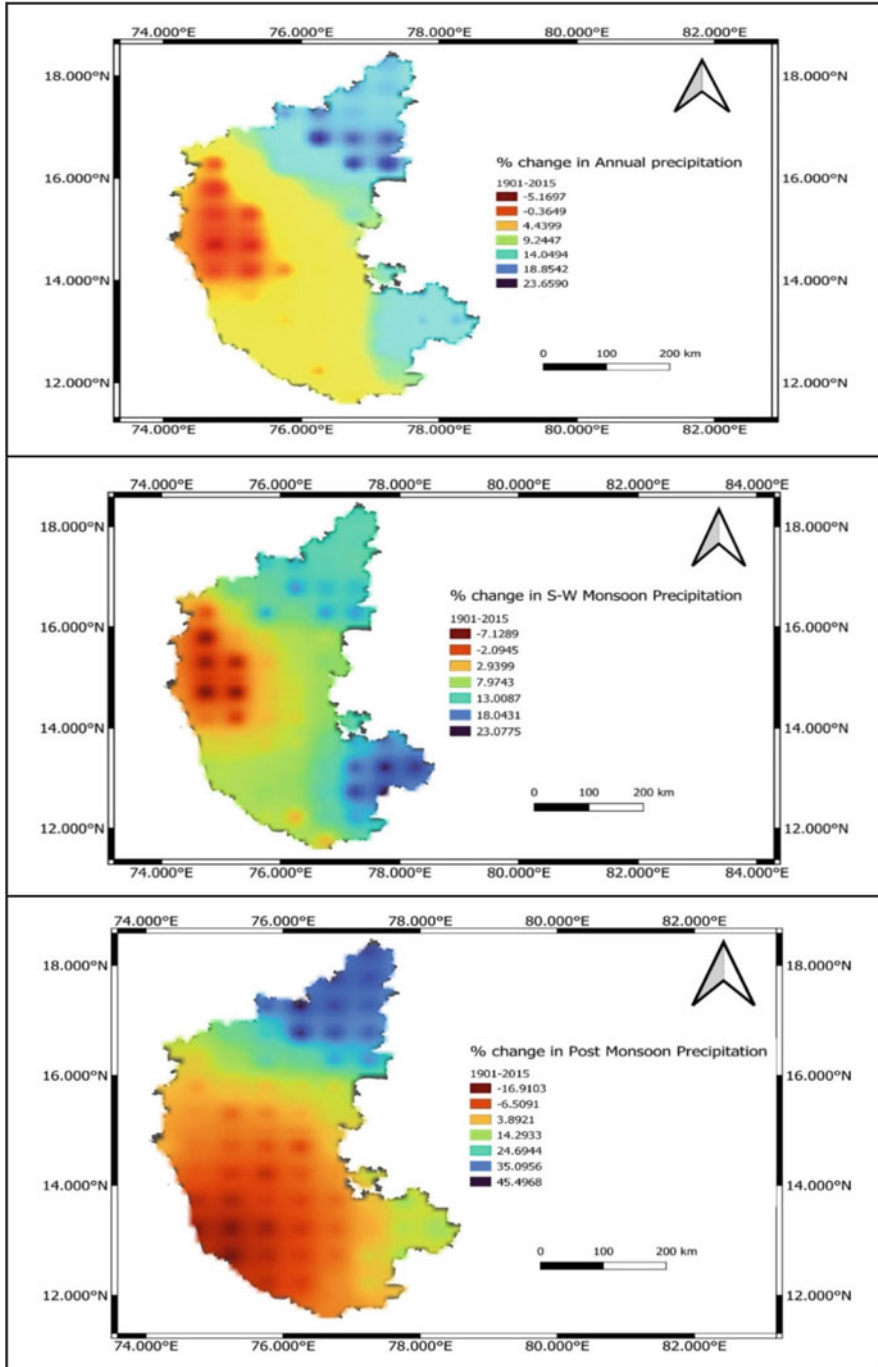 74.000°E 76.000°E 78.000°E 80.000°E 82.000°E
18.000°N 18.000°N
% change in Annual precipitation
16.000°N 16.000°N
1901-2015
-5.1697
-0.3649
4.4399
9.2447
14.0494
18.8542
23.6590
14.000°N 14.000°N
0 100 200 km
12.000°N 12.000°N
74.000°E 76.000°E 78.000°E 80.000°E 82.000°E
74.000°E 76.000°E 78.000°E 80.000°E 82.000°E 84.000°E
18.000°N 18.000°N
% change in S-W Monsoon Precipitation
1901-2015
16.000°N 16.000°N
-7.1289
-2.0945
2.9399
7.9743
13.0087
18.0431
23.0775
14.000°N 14.000°N
0 100 200 km
12.000°N 12.000°N
74.000°E 76.000°E 78.000°E 80.000°E 82.000°E 84.000°E
74.000°E 76.000°E 78.000°E 80.000°E 82.000°E
18.000°N 18.000°N
% change in Post Monsoon Precipitation
1901-2015
16.000°N 16.000°N
-16.9103
-6.5091
3.8921
14.2933
24.6944
35.0956
45.4968
14.000°N 14.000°N
0 100 200 km
12.000°N 12.000°N
74.000°E 76.000°E 78.000°E 80.000°E 82.000°E